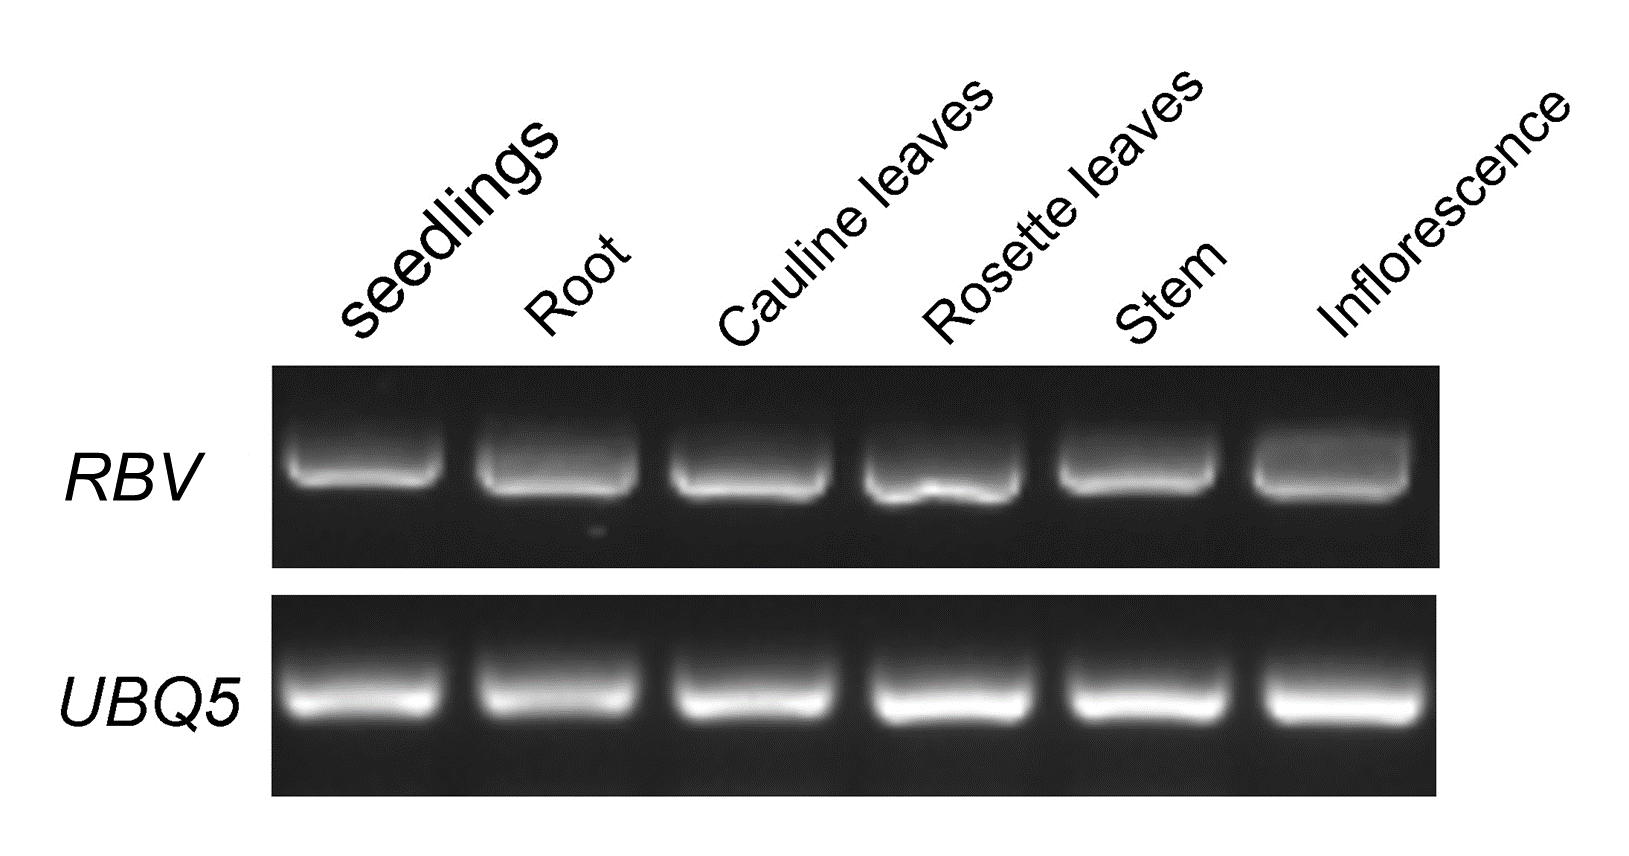 seedlings
Root
Cauline leaves
Rosette leaves
Stem
Inflorescence
RBV
UBQ5